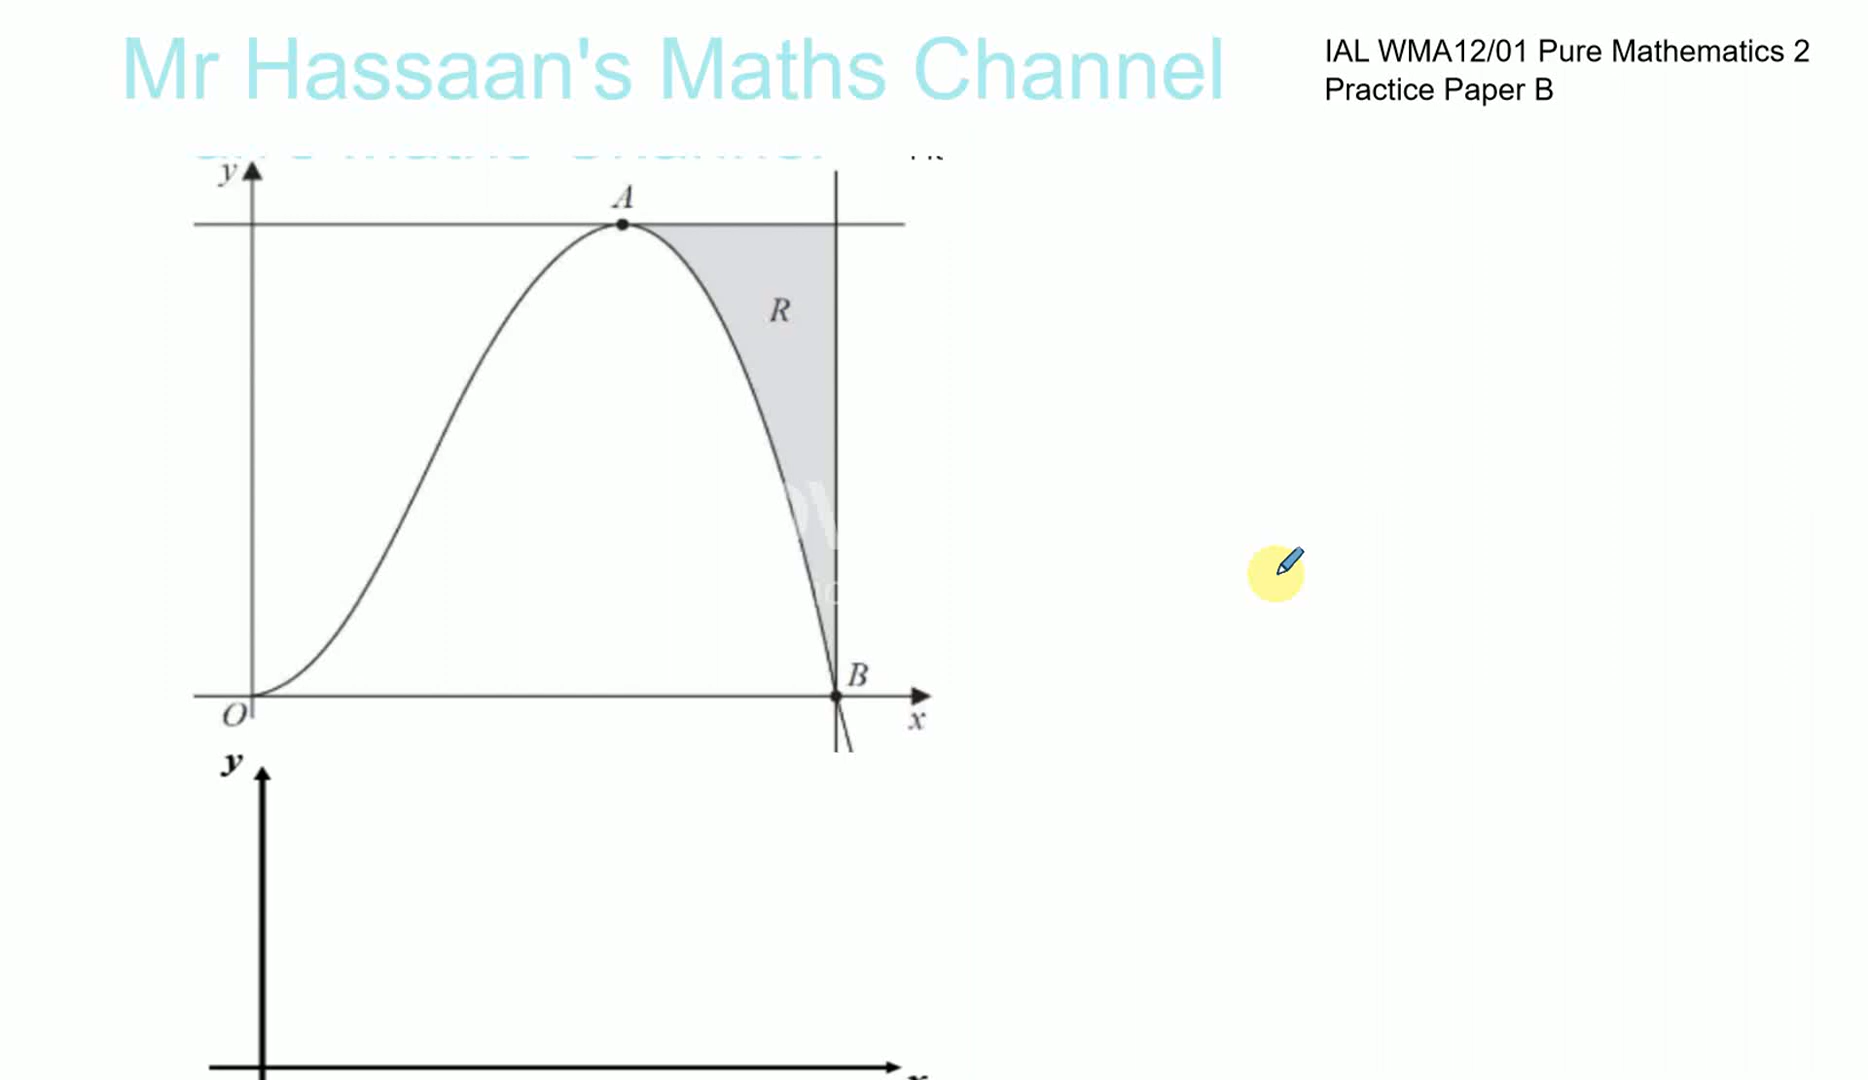 Mr Hassaan's Maths Channel
IAL WMA12/01 Pure Mathematics 2
Practice Paper B
y
A
R
B
O
x
y